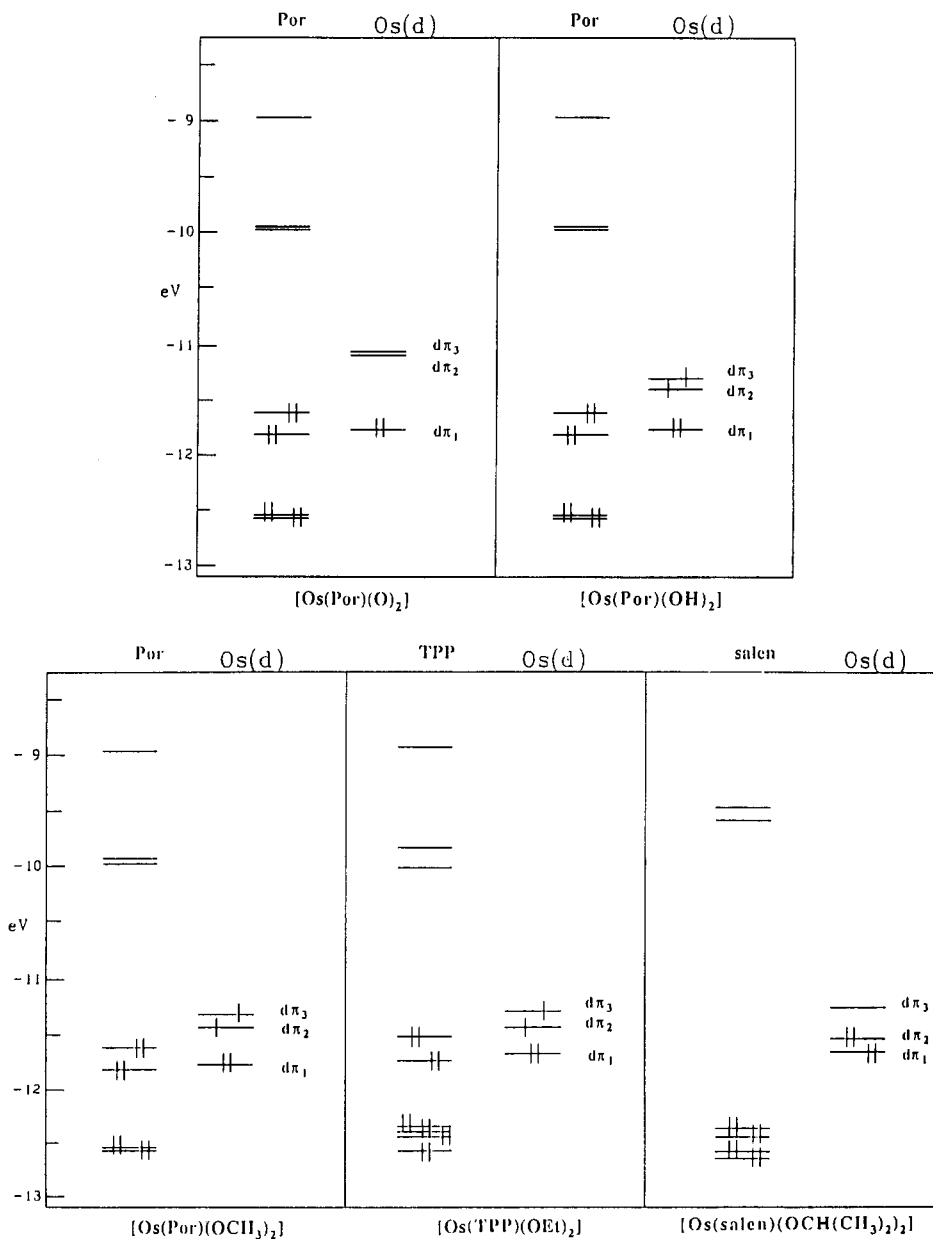 Por Os(d) Por Os(d)
- 9
- 10
eV
-11
dπ₃
dπ₂
dπ₃
dπ₂
dπ₁
dπ₁
-12
-13
[Os(Por)(O)₂] [Os(Por)(OH)₂]
Por Os(d) TPP Os(d) salen Os(d)
- 9
- 10
eV
-11
dπ₃
dπ₂
dπ₁
dπ₃
dπ₂
dπ₁
dπ₃
dπ₂
dπ₁
-12
-13
[Os(Por)(OCH₃)₂] [Os(TPP)(OEt)₂] [Os(salen)(OCH(CH₃)₂)₂]